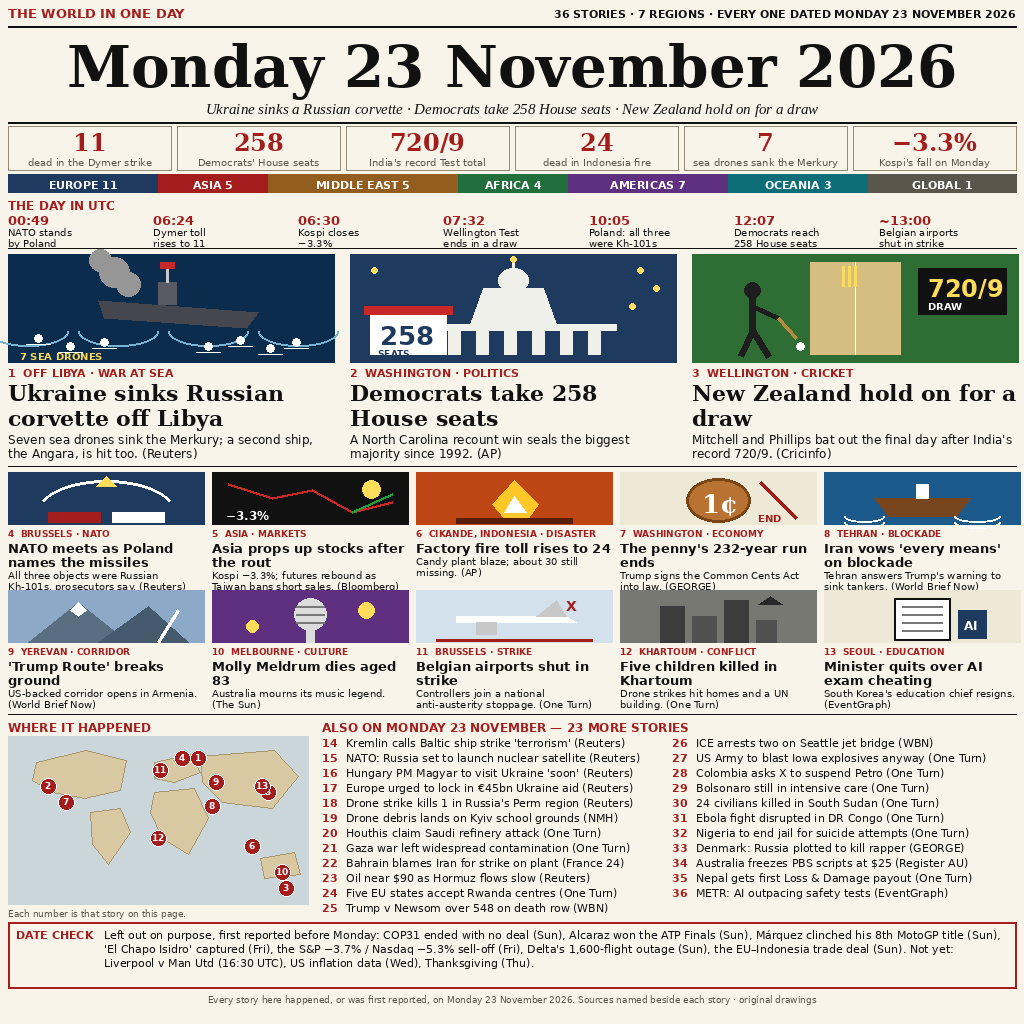 THE WORLD IN ONE DAY
36 STORIES · 7 REGIONS · EVERY ONE DATED MONDAY 23 NOVEMBER 2026
Monday 23 November 2026
Ukraine sinks a Russian corvette · Democrats take 258 House seats · New Zealand hold on for a draw
11
dead in the Dymer strike
258
Democrats' House seats
720/9
India's record Test total
24
dead in Indonesia fire
7
sea drones sank the Merkury
−3.3%
Kospi's fall on Monday
EUROPE 11
ASIA 5
MIDDLE EAST 5
AFRICA 4
AMERICAS 7
OCEANIA 3
GLOBAL 1
THE DAY IN UTC
00:49
NATO stands
by Poland
06:24
Dymer toll
rises to 11
06:30
Kospi closes
−3.3%
07:32
Wellington Test
ends in a draw
10:05
Poland: all three
were Kh-101s
12:07
Democrats reach
258 House seats
~13:00
Belgian airports
shut in strike
7 SEA DRONES
1 OFF LIBYA · WAR AT SEA
Ukraine sinks Russian
corvette off Libya
Seven sea drones sink the Merkury; a second ship,
the Angara, is hit too. (Reuters)
258
SEATS
2 WASHINGTON · POLITICS
Democrats take 258
House seats
A North Carolina recount win seals the biggest
majority since 1992. (AP)
720/9
DRAW
3 WELLINGTON · CRICKET
New Zealand hold on for a
draw
Mitchell and Phillips bat out the final day after India's
record 720/9. (Cricinfo)
4 BRUSSELS · NATO
NATO meets as Poland
names the missiles
All three objects were Russian
Kh-101s, prosecutors say. (Reuters)
−3.3%
5 ASIA · MARKETS
Asia props up stocks after
the rout
Kospi −3.3%; futures rebound as
Taiwan bans short sales. (Bloomberg)
6 CIKANDE, INDONESIA · DISASTER
Factory fire toll rises to 24
Candy plant blaze; about 30 still
missing. (AP)
1¢
END
7 WASHINGTON · ECONOMY
The penny's 232-year run
ends
Trump signs the Common Cents Act
into law. (GEORGE)
8 TEHRAN · BLOCKADE
Iran vows 'every means'
on blockade
Tehran answers Trump's warning to
sink tankers. (World Brief Now)
9 YEREVAN · CORRIDOR
'Trump Route' breaks
ground
US-backed corridor opens in Armenia.
(World Brief Now)
10 MELBOURNE · CULTURE
Molly Meldrum dies aged
83
Australia mourns its music legend.
(The Sun)
X
11 BRUSSELS · STRIKE
Belgian airports shut in
strike
Controllers join a national
anti-austerity stoppage. (One Turn)
12 KHARTOUM · CONFLICT
Five children killed in
Khartoum
Drone strikes hit homes and a UN
building. (One Turn)
AI
13 SEOUL · EDUCATION
Minister quits over AI
exam cheating
South Korea's education chief resigns.
(EventGraph)
WHERE IT HAPPENED
4
1
11
2
7
9
13
8
12
6
10
3
Each number is that story on this page.
ALSO ON MONDAY 23 NOVEMBER — 23 MORE STORIES
14 Kremlin calls Baltic ship strike 'terrorism' (Reuters)
15 NATO: Russia set to launch nuclear satellite (Reuters)
16 Hungary PM Magyar to visit Ukraine 'soon' (Reuters)
17 Europe urged to lock in €45bn Ukraine aid (Reuters)
18 Drone strike kills 1 in Russia's Perm region (Reuters)
19 Drone debris lands on Kyiv school grounds (NMH)
20 Houthis claim Saudi refinery attack (One Turn)
21 Gaza war left widespread contamination (One Turn)
22 Bahrain blames Iran for strike on plant (France 24)
23 Oil near $90 as Hormuz flows slow (Reuters)
24 Five EU states accept Rwanda centres (One Turn)
25 Trump v Newsom over 548 on death row (WBN)
26 ICE arrests two on Seattle jet bridge (WBN)
27 US Army to blast Iowa explosives anyway (One Turn)
28 Colombia asks X to suspend Petro (One Turn)
29 Bolsonaro still in intensive care (One Turn)
30 24 civilians killed in South Sudan (One Turn)
31 Ebola fight disrupted in DR Congo (One Turn)
32 Nigeria to end jail for suicide attempts (One Turn)
33 Denmark: Russia plotted to kill rapper (GEORGE)
34 Australia freezes PBS scripts at $25 (Register AU)
35 Nepal gets first Loss & Damage payout (One Turn)
36 METR: AI outpacing safety tests (EventGraph)
DATE CHECK
Left out on purpose, first reported before Monday: COP31 ended with no deal (Sun), Alcaraz won the ATP Finals (Sun), Márquez clinched his 8th MotoGP title (Sun),
'El Chapo Isidro' captured (Fri), the S&P −3.7% / Nasdaq −5.3% sell-off (Fri), Delta's 1,600-flight outage (Sun), the EU–Indonesia trade deal (Sun). Not yet:
Liverpool v Man Utd (16:30 UTC), US inflation data (Wed), Thanksgiving (Thu).
Every story here happened, or was first reported, on Monday 23 November 2026. Sources named beside each story · original drawings